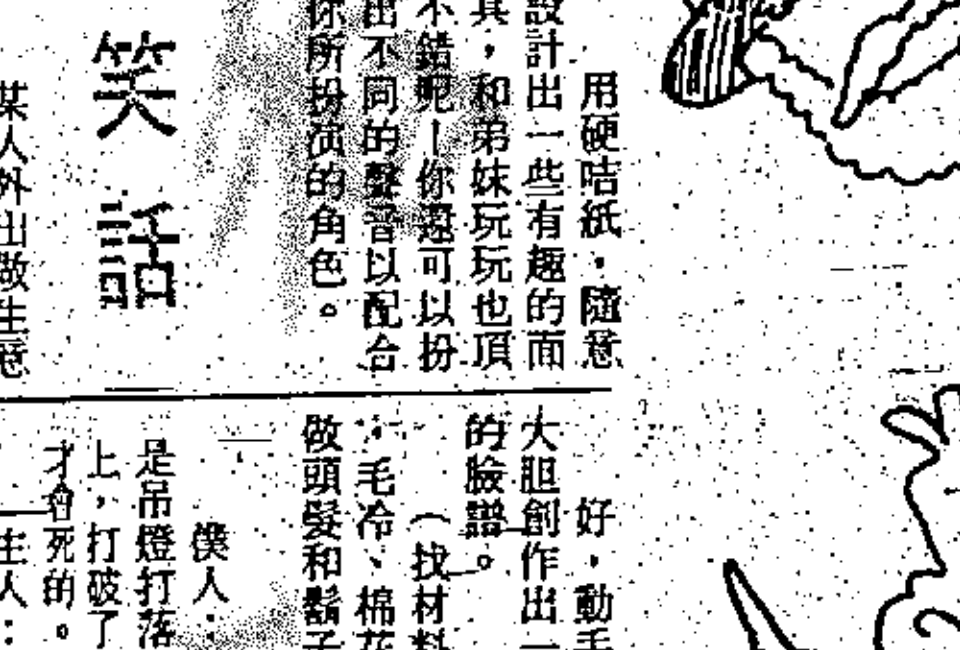 用硬咭紙，隨意
設計出一些有趣的而
其，和弟妹玩玩也頂
不錯呢！你還可以扮
出不同的聲音以配合
你所扮演的角色。
笑話
某人外出做生意
好，動手
大胆創作出一
的臉譜。
（找材料
：毛冷、棉花
做頭髮和鬍子
僕人：
是吊燈打落
上，打破了
才會死的。
主人：